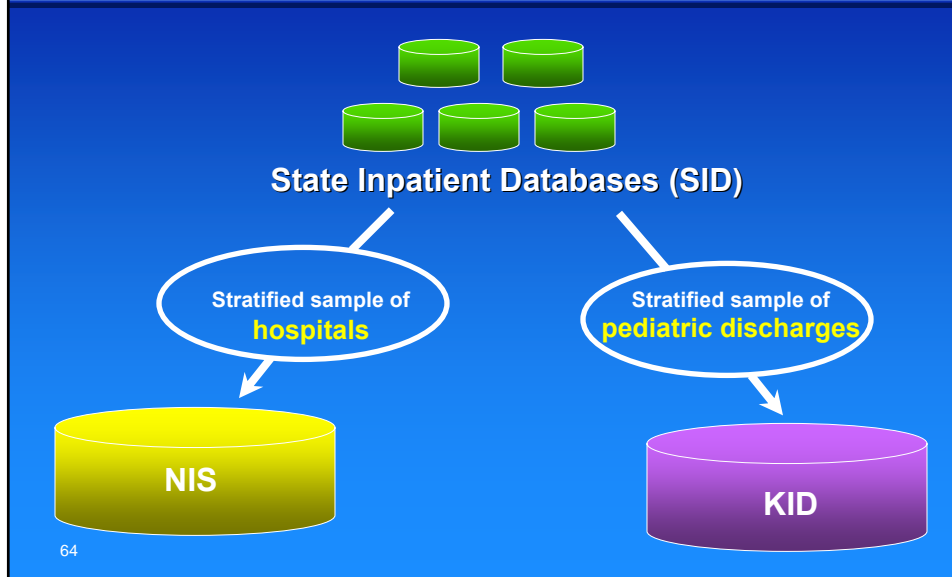 State Inpatient Databases (SID)
Stratified sample of
hospitals
Stratified sample of
pediatric discharges
NIS
KID
64